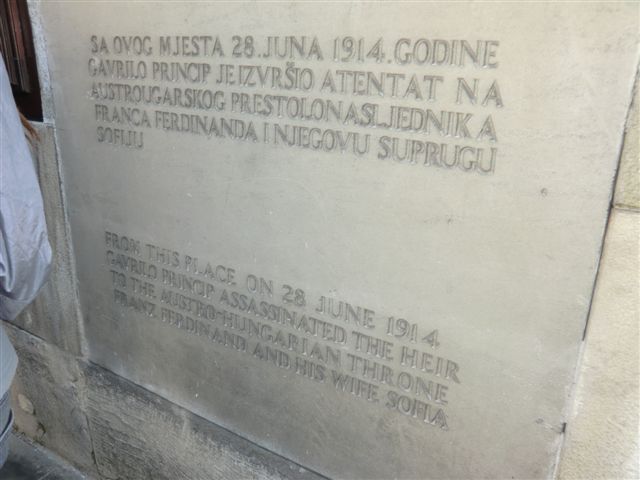 SA OVOG MJESTA 28.JUNA 1914.GODINE
GAVRILO PRINCIP JE IZVRŠIO ATENTAT NA
AUSTROUGARSKOG PRESTOLONASLJEDNIKA
FRANCA FERDINANDA I NJEGOVU SUPRUGU
SOFIJU
FROM THIS PLACE ON 28 JUNE 1914
GAVRILO PRINCIP ASSASSINATED THE HEIR
TO THE AUSTRO-HUNGARIAN THRONE
FRANZ FERDINAND AND HIS WIFE SOFIA